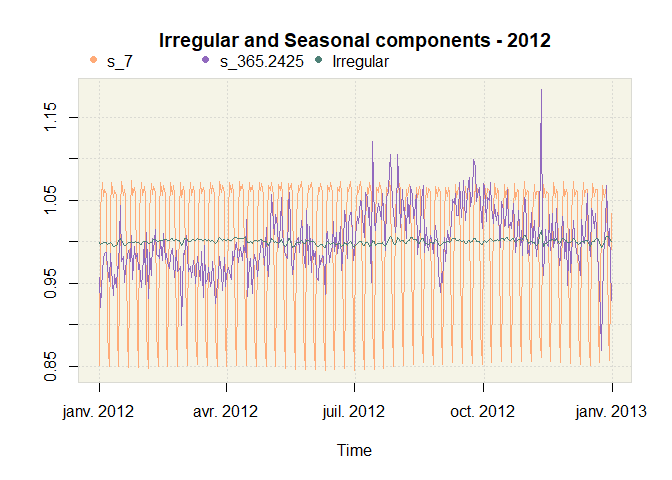 Irregular and Seasonal components - 2012
s_7 s_365.2425 Irregular
1.15
1.05
0.95
0.85
janv. 2012 avr. 2012 juil. 2012 oct. 2012 janv. 2013
Time